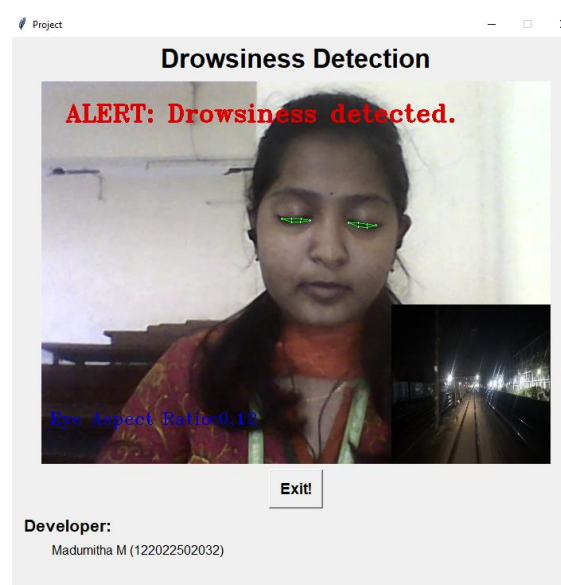 Project
Drowsiness Detection
ALERT: Drowsiness detected.
Eye Aspect Ratio:0.12
Exit!
Developer:
Madumitha M (122022502032)